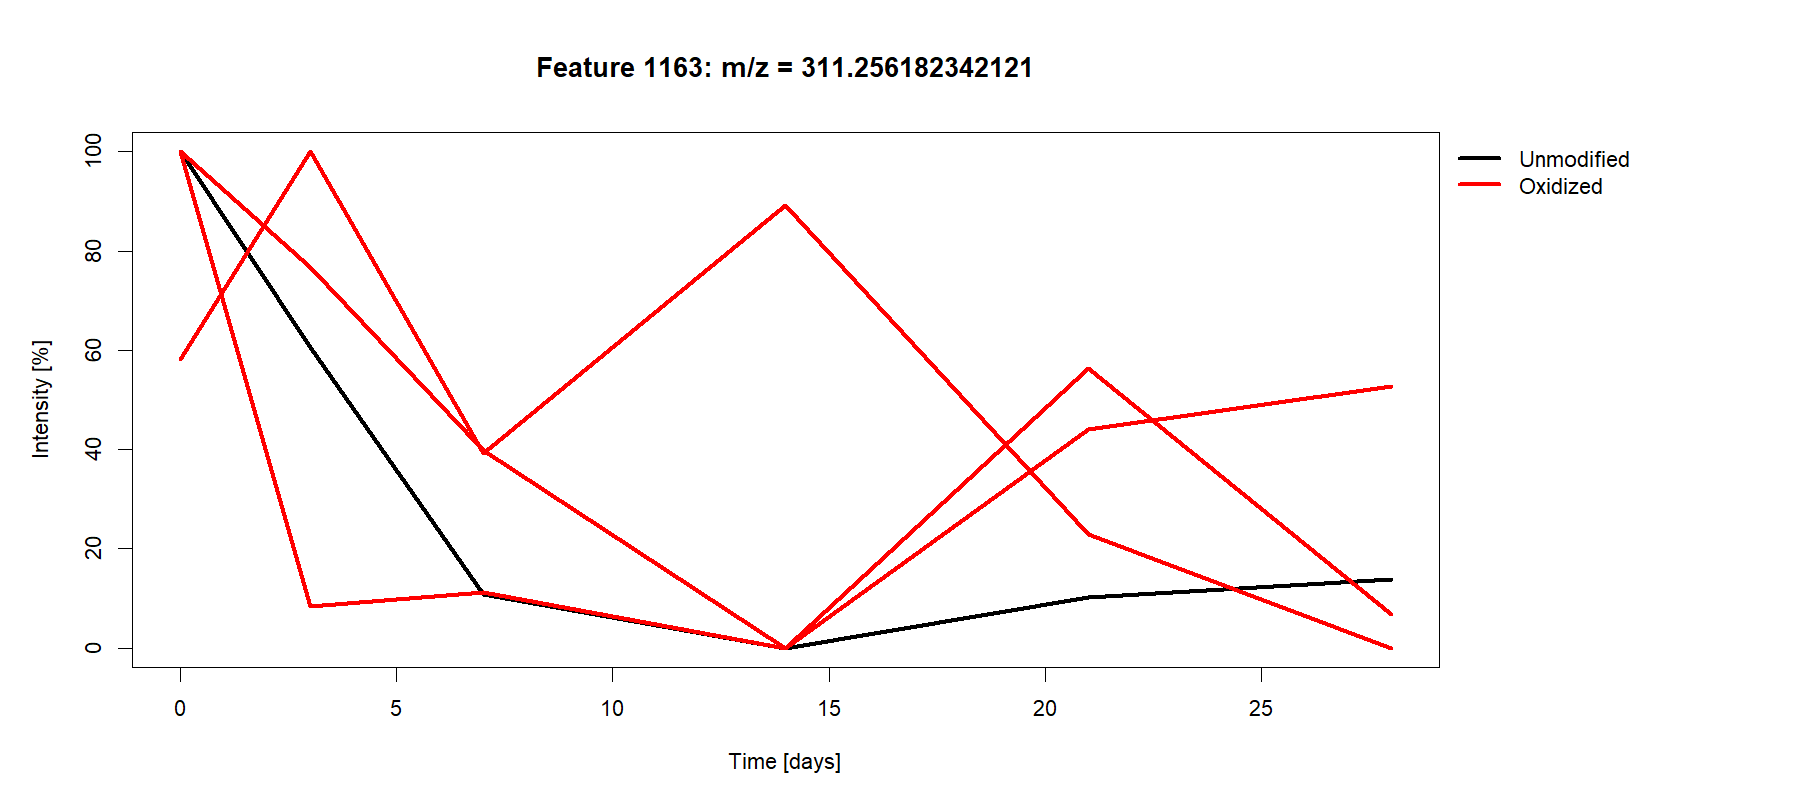 Feature 1163: m/z = 311.256182342121
Unmodified
Oxidized
Intensity [%]
100
80
60
40
20
0
0 5 10 15 20 25
Time [days]